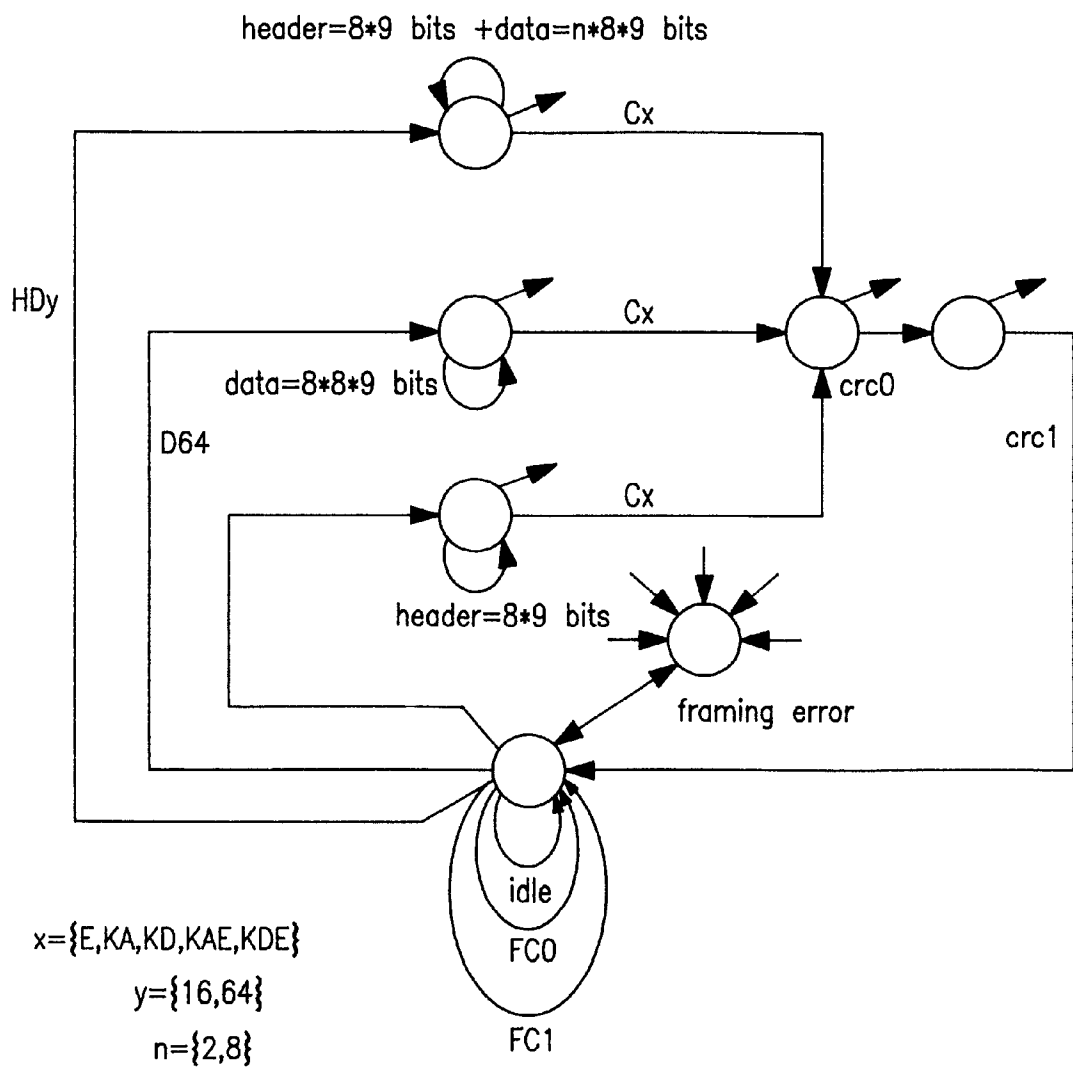 header=8*9 bits +data=n*8*9 bits
Cx
HDy
Cx
data=8*8*9 bits
crc0
D64
crc1
Cx
header=8*9 bits
framing error
idle
x={E,KA,KD,KAE,KDE}
FC0
y={16,64}
FC1
n={2,8}